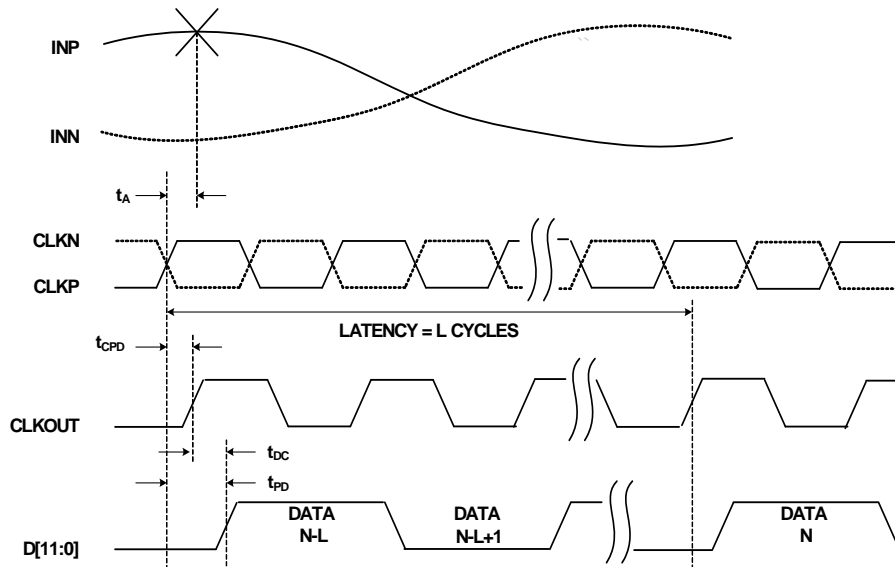 INP
INN
tA
CLKN
CLKP
LATENCY = L CYCLES
tCPD
CLKOUT
tDC
tPD
DATA
N-L
DATA
N-L+1
DATA
N
D[11:0]